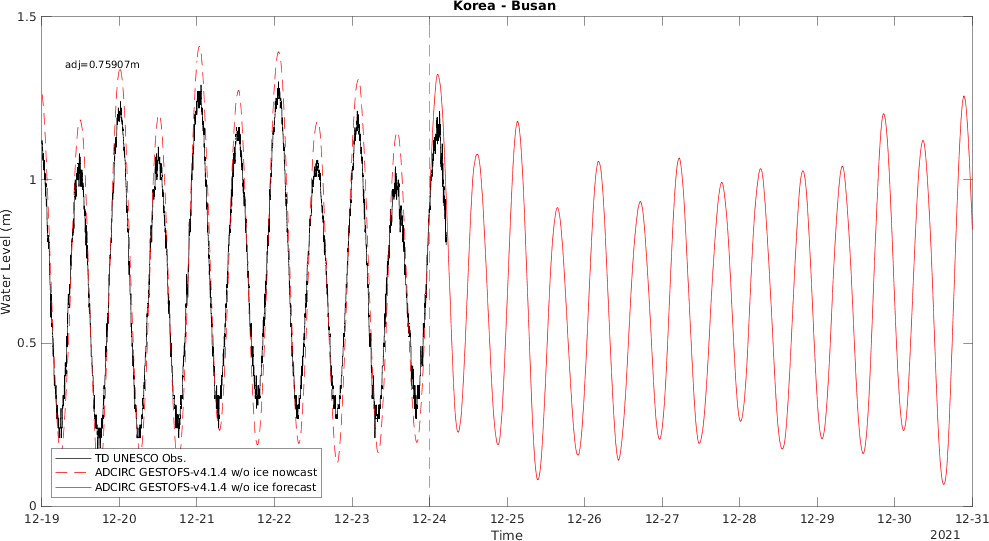 Korea - Busan
1.5
adj=0.75907m
1
Water Level (m)
0.5
TD UNESCO Obs.
ADCIRC GESTOFS-v4.1.4 w/o ice nowcast
ADCIRC GESTOFS-v4.1.4 w/o ice forecast
0
12-19 12-20 12-21 12-22 12-23 12-24 12-25 12-26 12-27 12-28 12-29 12-30 12-31
Time
2021